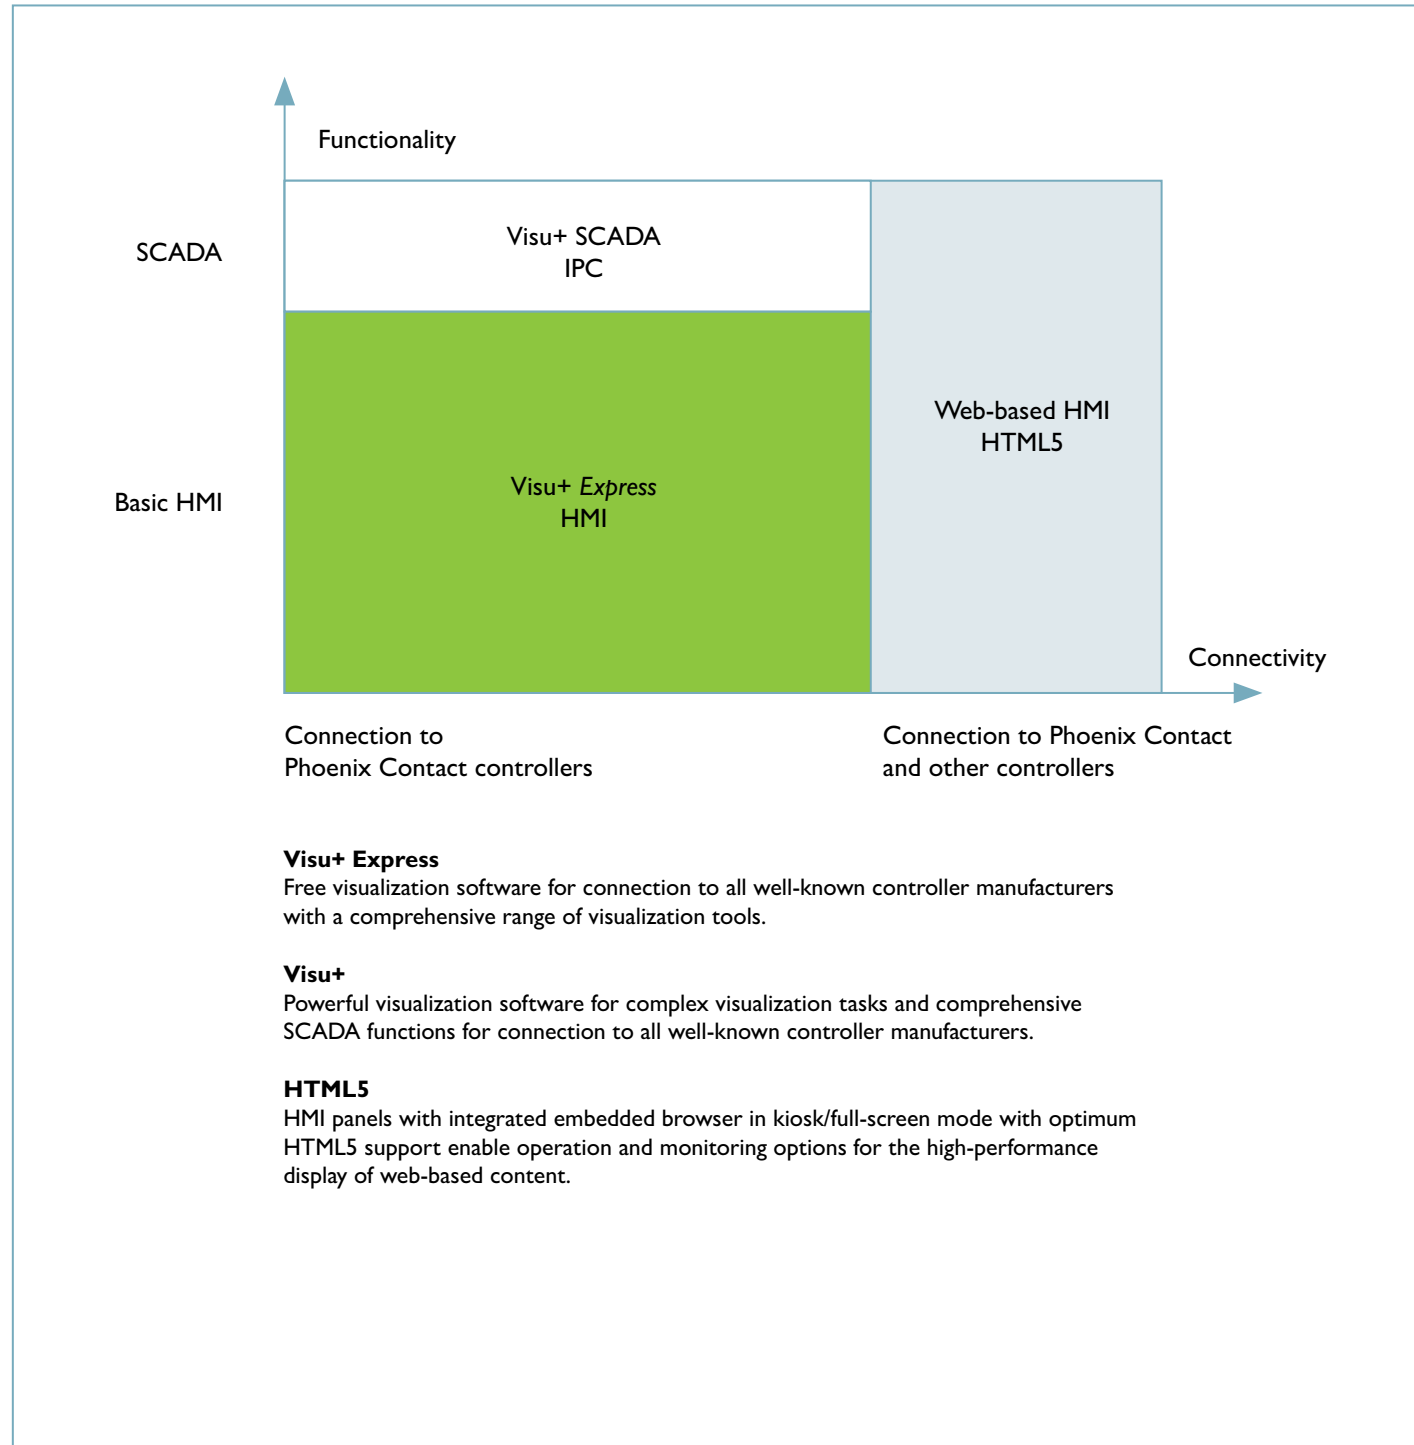 Functionality
SCADA
Visu+ SCADA
IPC
Web-based HMI
HTML5
Basic HMI
Visu+ Express
HMI
Connectivity
Connection to
Phoenix Contact controllers
Connection to Phoenix Contact
and other controllers
Visu+ Express
Free visualization software for connection to all well-known controller manufacturers
with a comprehensive range of visualization tools.
Visu+
Powerful visualization software for complex visualization tasks and comprehensive
SCADA functions for connection to all well-known controller manufacturers.
HTML5
HMI panels with integrated embedded browser in kiosk/full-screen mode with optimum
HTML5 support enable operation and monitoring options for the high-performance
display of web-based content.